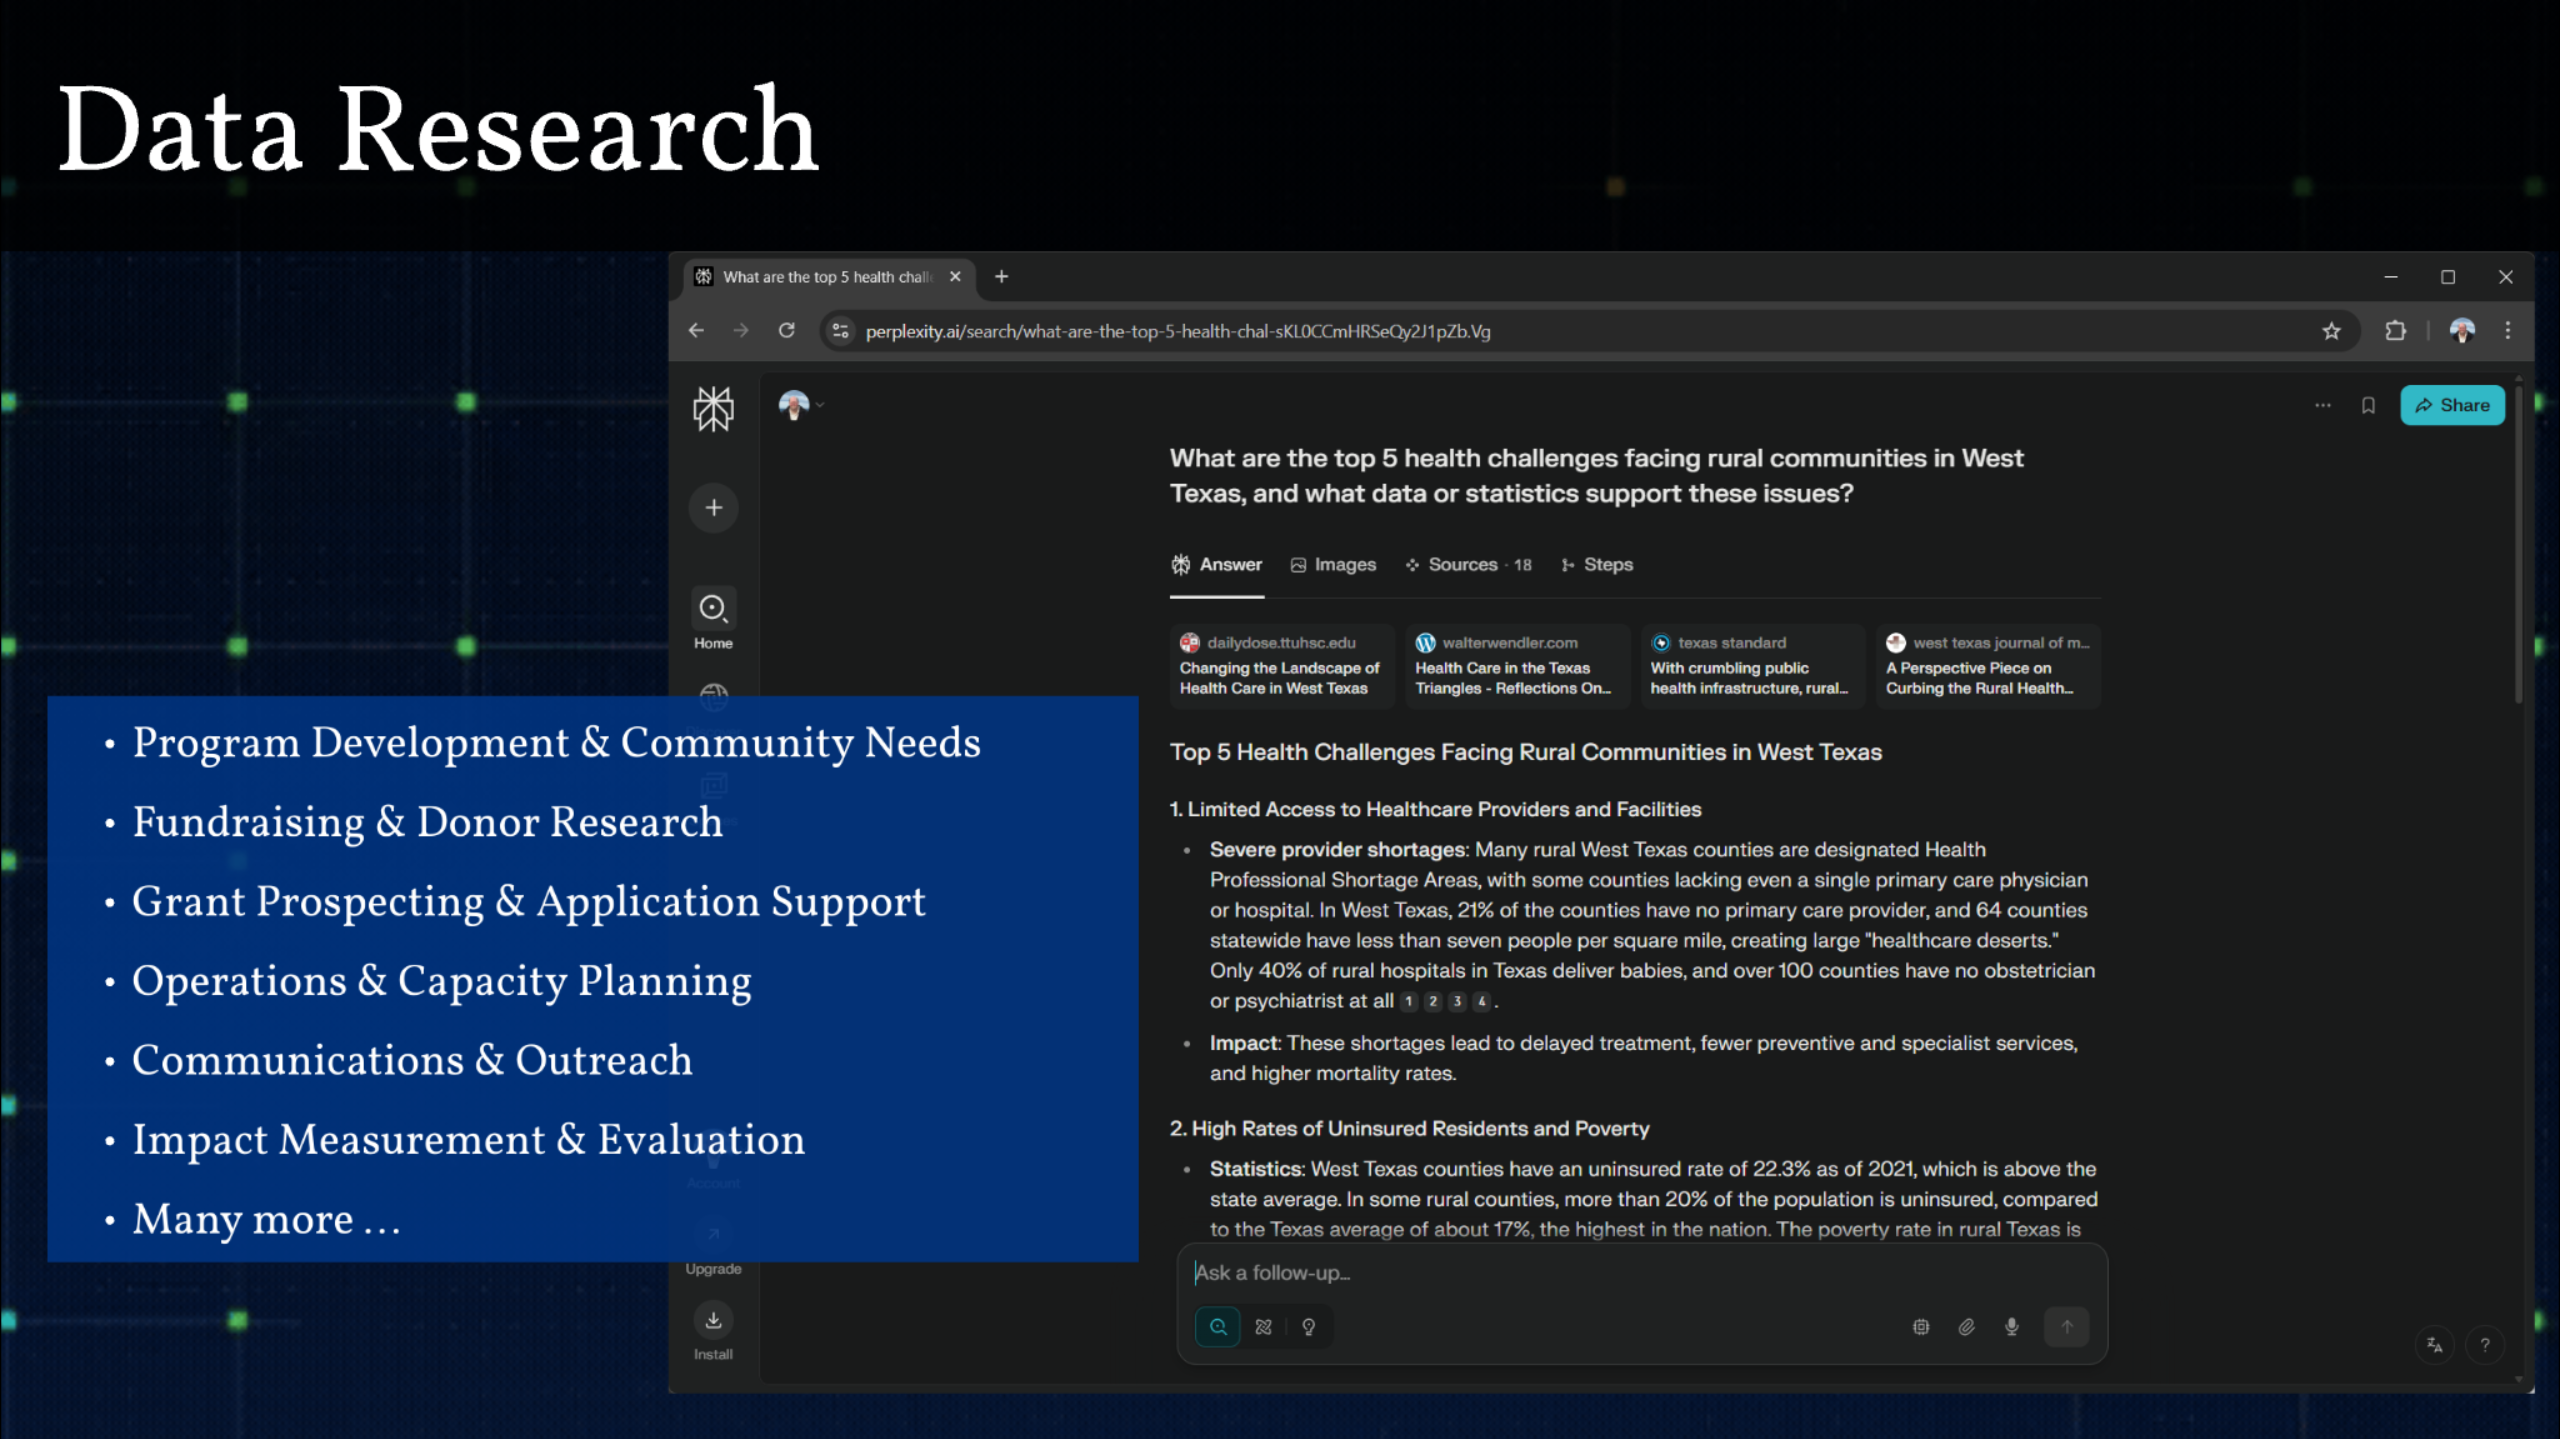 Data Research
What are the top 5 health chall
perplexity.ai/search/what-are-the-top-5-health-chal-sKL0CCmHRSeQy2J1pZb.Vg
Share
What are the top 5 health challenges facing rural communities in West
Texas, and what data or statistics support these issues?
Answer Images Sources · 18 Steps
Home
dailydose.ttuhsc.edu
Changing the Landscape of
Health Care in West Texas
walterwendler.com
Health Care in the Texas
Triangles - Reflections On...
texas standard
With crumbling public
health infrastructure, rural...
west texas journal of m...
A Perspective Piece on
Curbing the Rural Health...
• Program Development & Community Needs
• Fundraising & Donor Research
• Grant Prospecting & Application Support
• Operations & Capacity Planning
• Communications & Outreach
• Impact Measurement & Evaluation
• Many more ...
Account
Upgrade
Install
Top 5 Health Challenges Facing Rural Communities in West Texas
1. Limited Access to Healthcare Providers and Facilities
• Severe provider shortages: Many rural West Texas counties are designated Health
Professional Shortage Areas, with some counties lacking even a single primary care physician
or hospital. In West Texas, 21% of the counties have no primary care provider, and 64 counties
statewide have less than seven people per square mile, creating large "healthcare deserts."
Only 40% of rural hospitals in Texas deliver babies, and over 100 counties have no obstetrician
or psychiatrist at all 1 2 3 4 .
• Impact: These shortages lead to delayed treatment, fewer preventive and specialist services,
and higher mortality rates.
2. High Rates of Uninsured Residents and Poverty
• Statistics: West Texas counties have an uninsured rate of 22.3% as of 2021, which is above the
state average. In some rural counties, more than 20% of the population is uninsured, compared
to the Texas average of about 17%, the highest in the nation. The poverty rate in rural Texas is
Ask a follow-up...
?